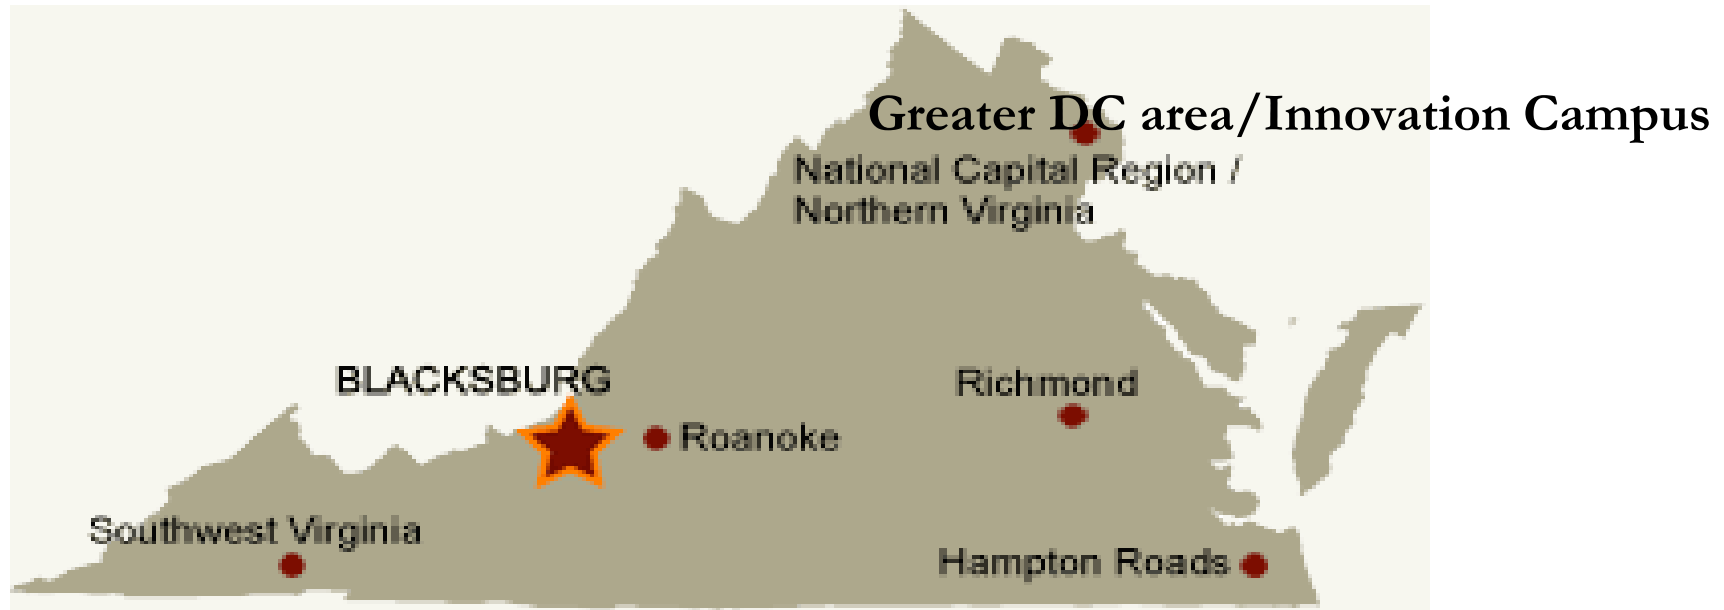 Greater DC area/Innovation Campus
National Capital Region /
Northern Virginia
BLACKSBURG
Richmond
Roanoke
Southwest Virginia
Hampton Roads